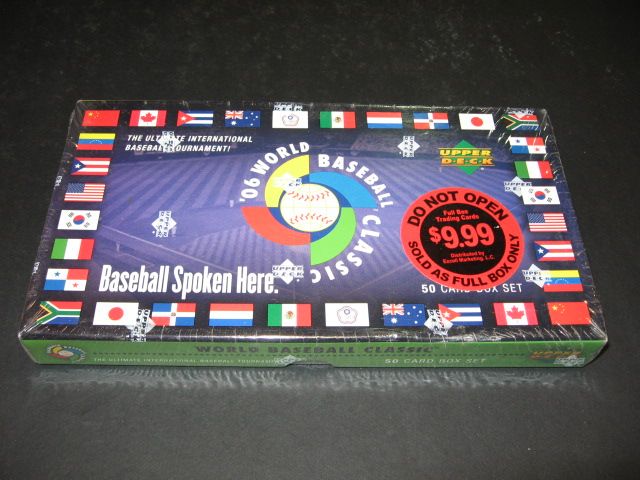 THE ULTIMATE INTERNATIONAL
BASEBALL TOURNAMENT!
'06 WORLD BASEBALL CLASSIC
UPPER
DECK
DO NOT OPEN
Full Box
Trading Cards
$9.99
Distributed by
Excell Marketing, L.C.
SOLD AS FULL BOX ONLY
Baseball Spoken Here.
50 CARD BOX SET
WORLD BASEBALL CLASSIC
THE ULTIMATE INTERNATIONAL BASEBALL TOURNAMENT
50 CARD BOX SET